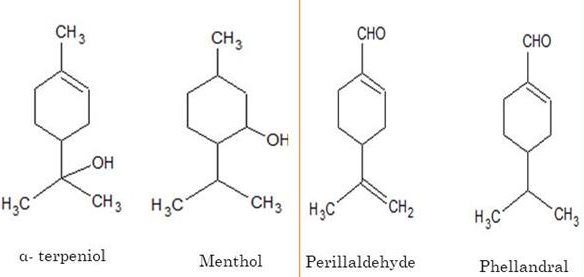 CH3
OH
H3C CH3
α- terpeniol
CH3
OH
H3C CH3
Menthol
CHO
H3C CH2
Perillaldehyde
CHO
H3C CH3
Phellandral